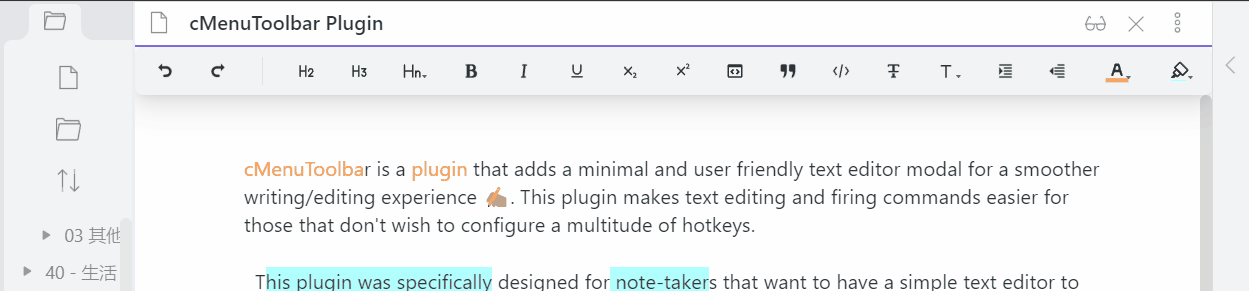 cMenuToolbar Plugin
H2 H3 Hn B I U X₂ X² </> T T A
cMenuToolbar is a plugin that adds a minimal and user friendly text editor modal for a smoother
writing/editing experience ✍🏽. This plugin makes text editing and firing commands easier for
those that don't wish to configure a multitude of hotkeys.
03 其他
40 - 生活
This plugin was specifically designed for note-takers that want to have a simple text editor to